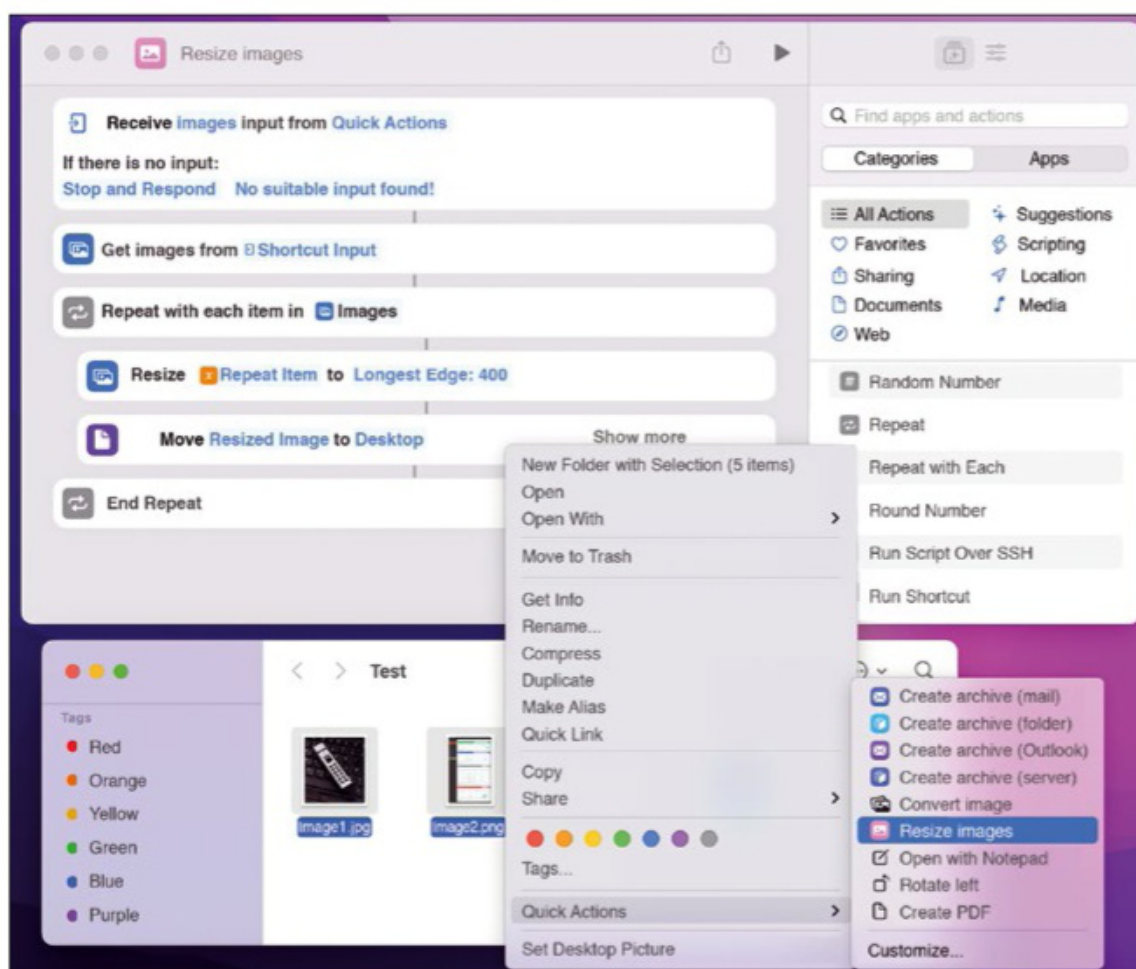 Resize images
Receive images input from Quick Actions
If there is no input:
Stop and Respond No suitable input found!
Get images from Shortcut Input
Repeat with each item in Images
Resize Repeat Item to Longest Edge: 400
Move Resized Image to Desktop Show more
End Repeat
Find apps and actions
Categories Apps
All Actions Suggestions
Favorites Scripting
Sharing Location
Documents Media
Web
Random Number
Repeat
Repeat with Each
Round Number
Run Script Over SSH
Run Shortcut
Test
Tags
Red
Orange
Yellow
Green
Blue
Purple
Image1.jpg Image2.png
New Folder with Selection (5 items)
Open
Open With
Move to Trash
Get Info
Rename...
Compress
Duplicate
Make Alias
Quick Link
Copy
Share
Tags...
Quick Actions
Set Desktop Picture
Create archive (mail)
Create archive (folder)
Create archive (Outlook)
Create archive (server)
Convert image
Resize images
Open with Notepad
Rotate left
Create PDF
Customize...